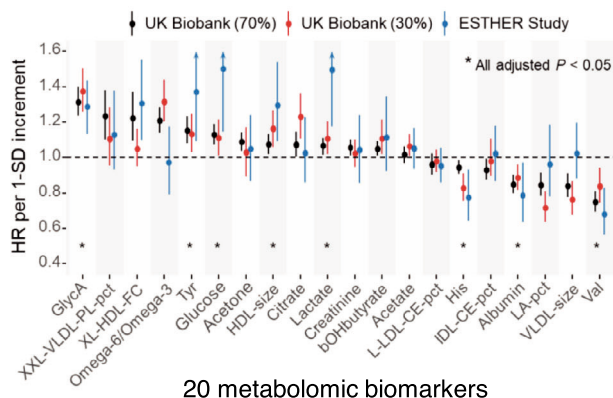 UK Biobank (70%) UK Biobank (30%) ESTHER Study
* All adjusted P < 0.05
HR per 1-SD increment
1.6
1.4
1.2
1.0
0.8
0.6
0.4
* * * * * * * *
GlycA
XXL-VLDL-PL-pct
XL-HDL-FC
Omega-6/Omega-3
Tyr
Glucose
Acetone
HDL-size
Citrate
Lactate
Creatinine
bOHbutyrate
Acetate
L-LDL-CE-pct
His
IDL-CE-pct
Albumin
LA-pct
VLDL-size
Val
20 metabolomic biomarkers